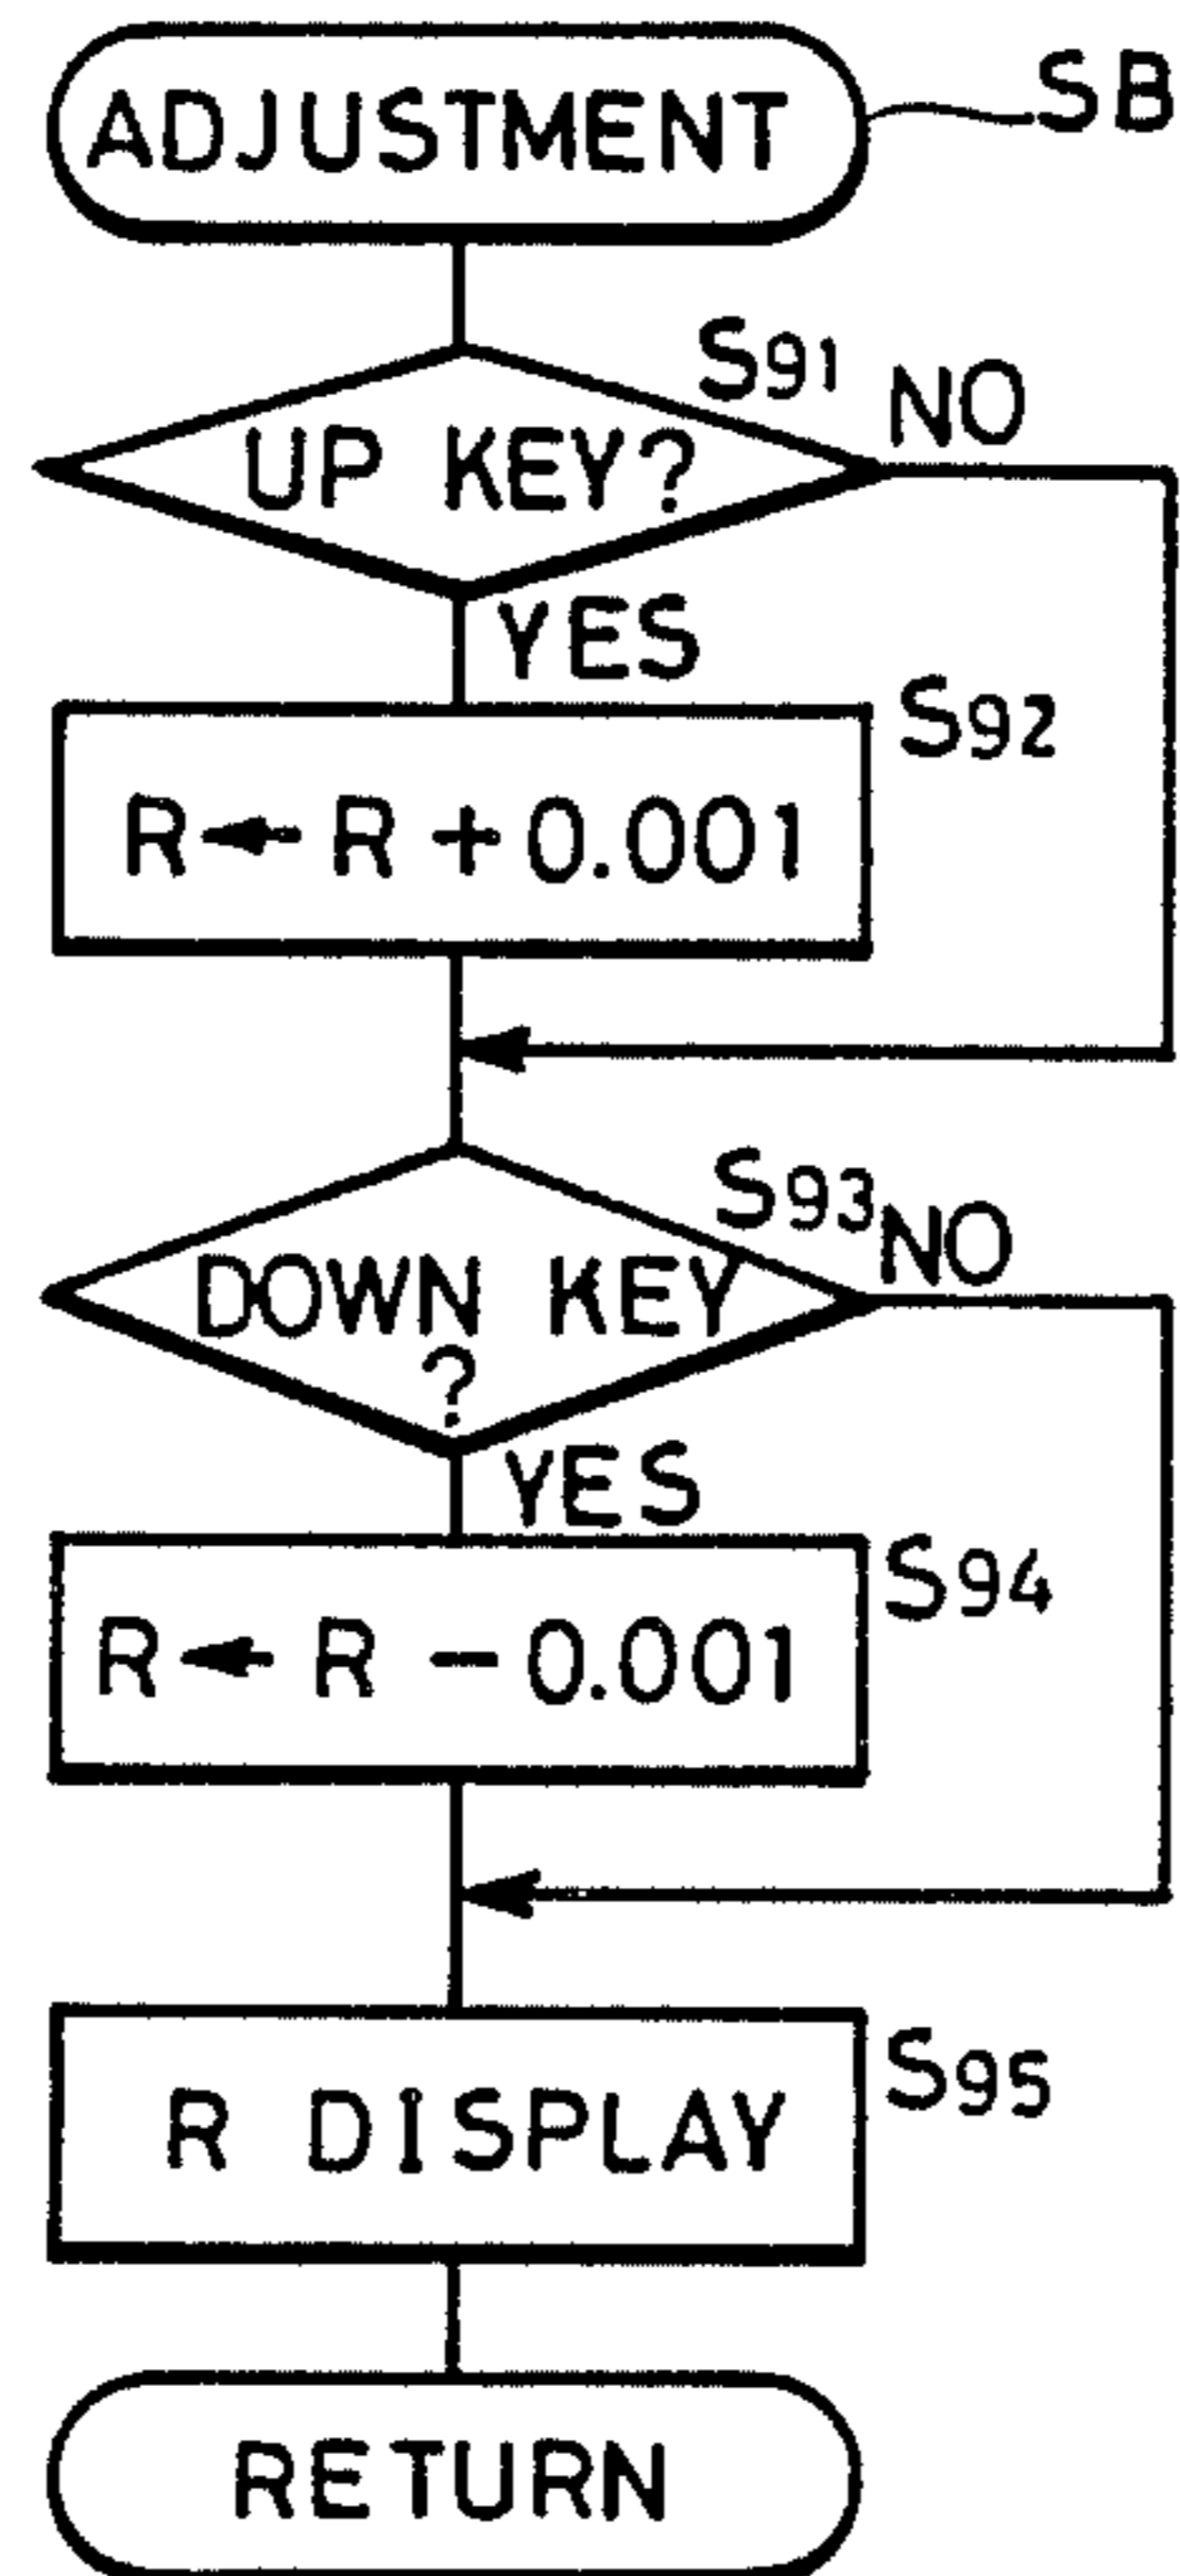 ADJUSTMENT
SB
S91
NO
UP KEY?
YES
S92
R ← R + 0.001
S93
NO
DOWN KEY
?
YES
S94
R ← R - 0.001
S95
R DISPLAY
RETURN